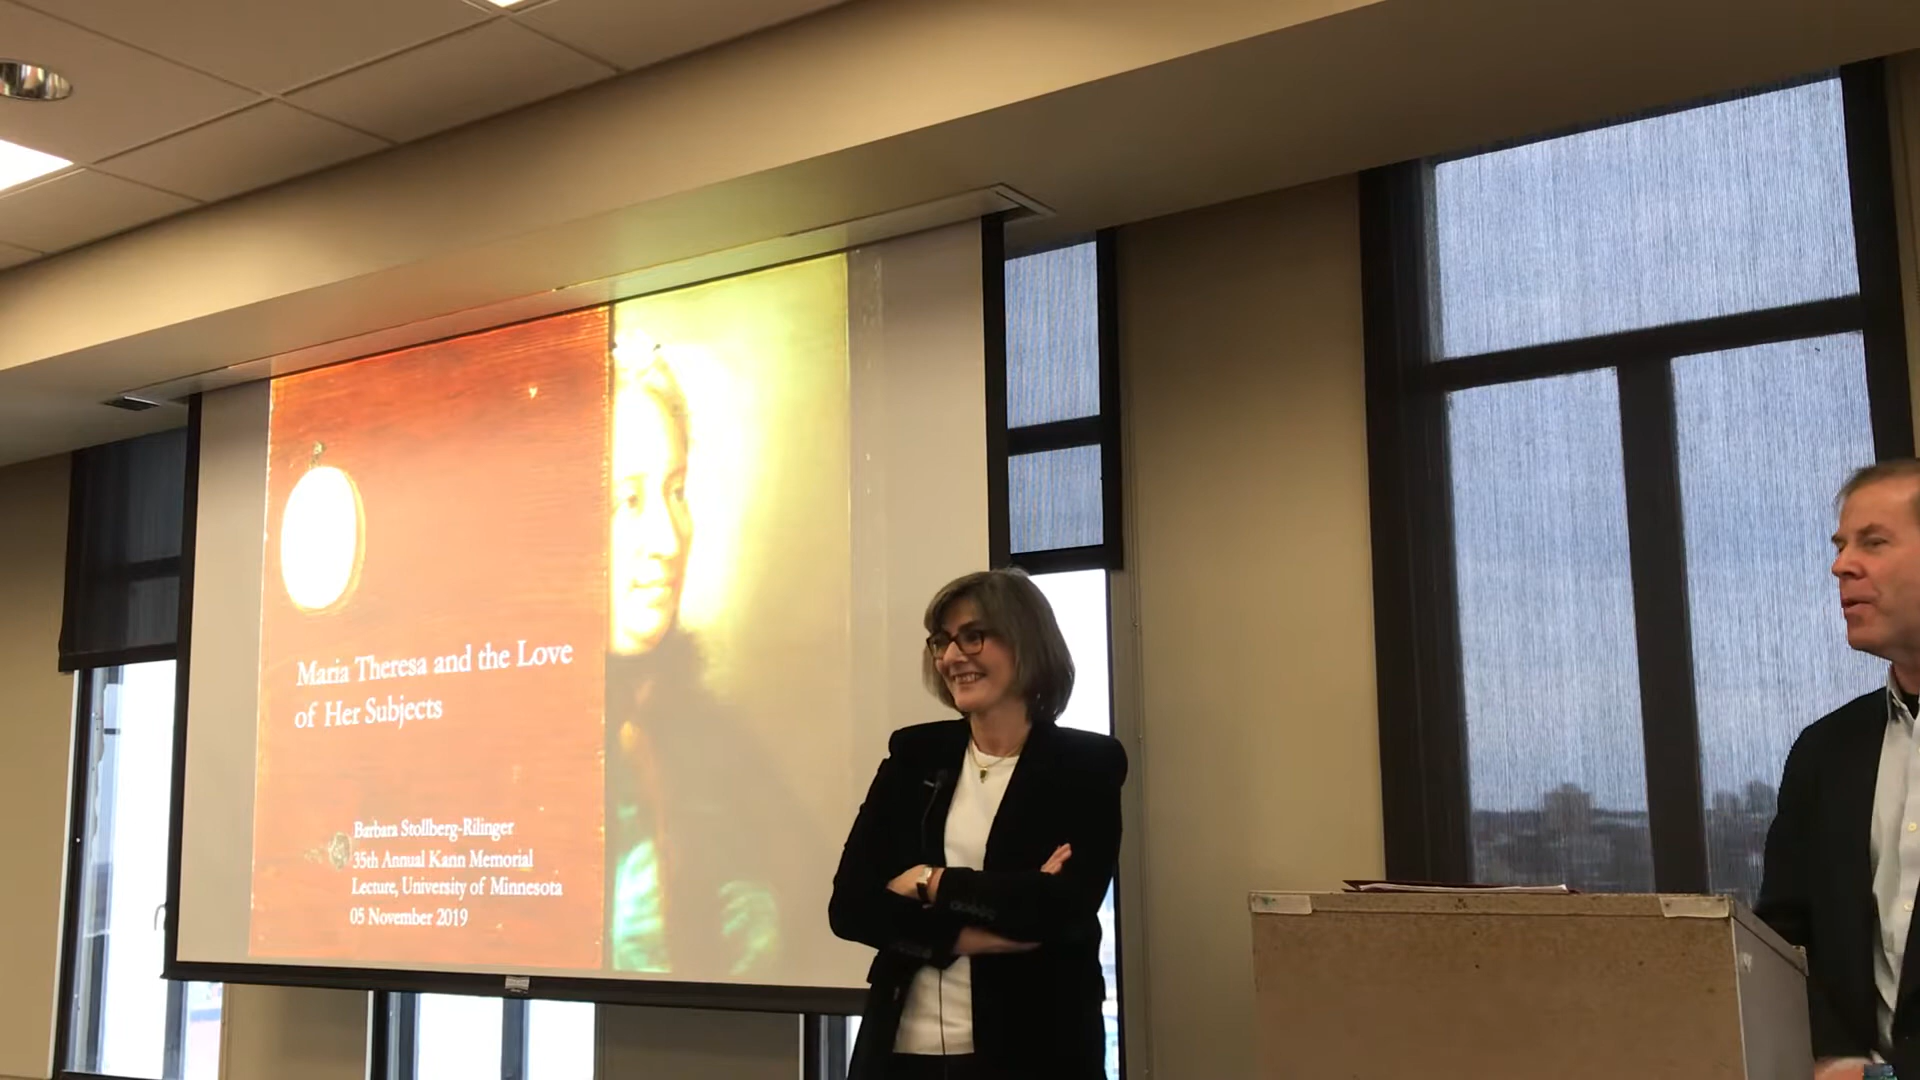 Maria Theresa and the Love
of Her Subjects
Barbara Stollberg-Rilinger
35th Annual Kann Memorial
Lecture, University of Minnesota
05 November 2019